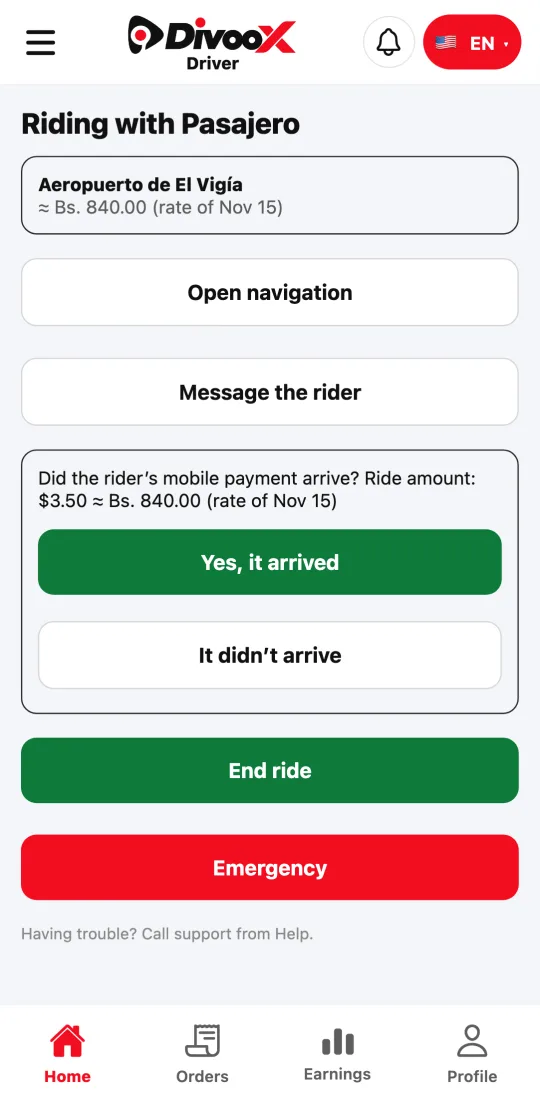 DivooX
Driver
EN
Riding with Pasajero
Aeropuerto de El Vigía
≈ Bs. 840.00 (rate of Nov 15)
Open navigation
Message the rider
Did the rider’s mobile payment arrive? Ride amount:
$3.50 ≈ Bs. 840.00 (rate of Nov 15)
Yes, it arrived
It didn’t arrive
End ride
Emergency
Having trouble? Call support from Help.
Home
Orders
Earnings
Profile